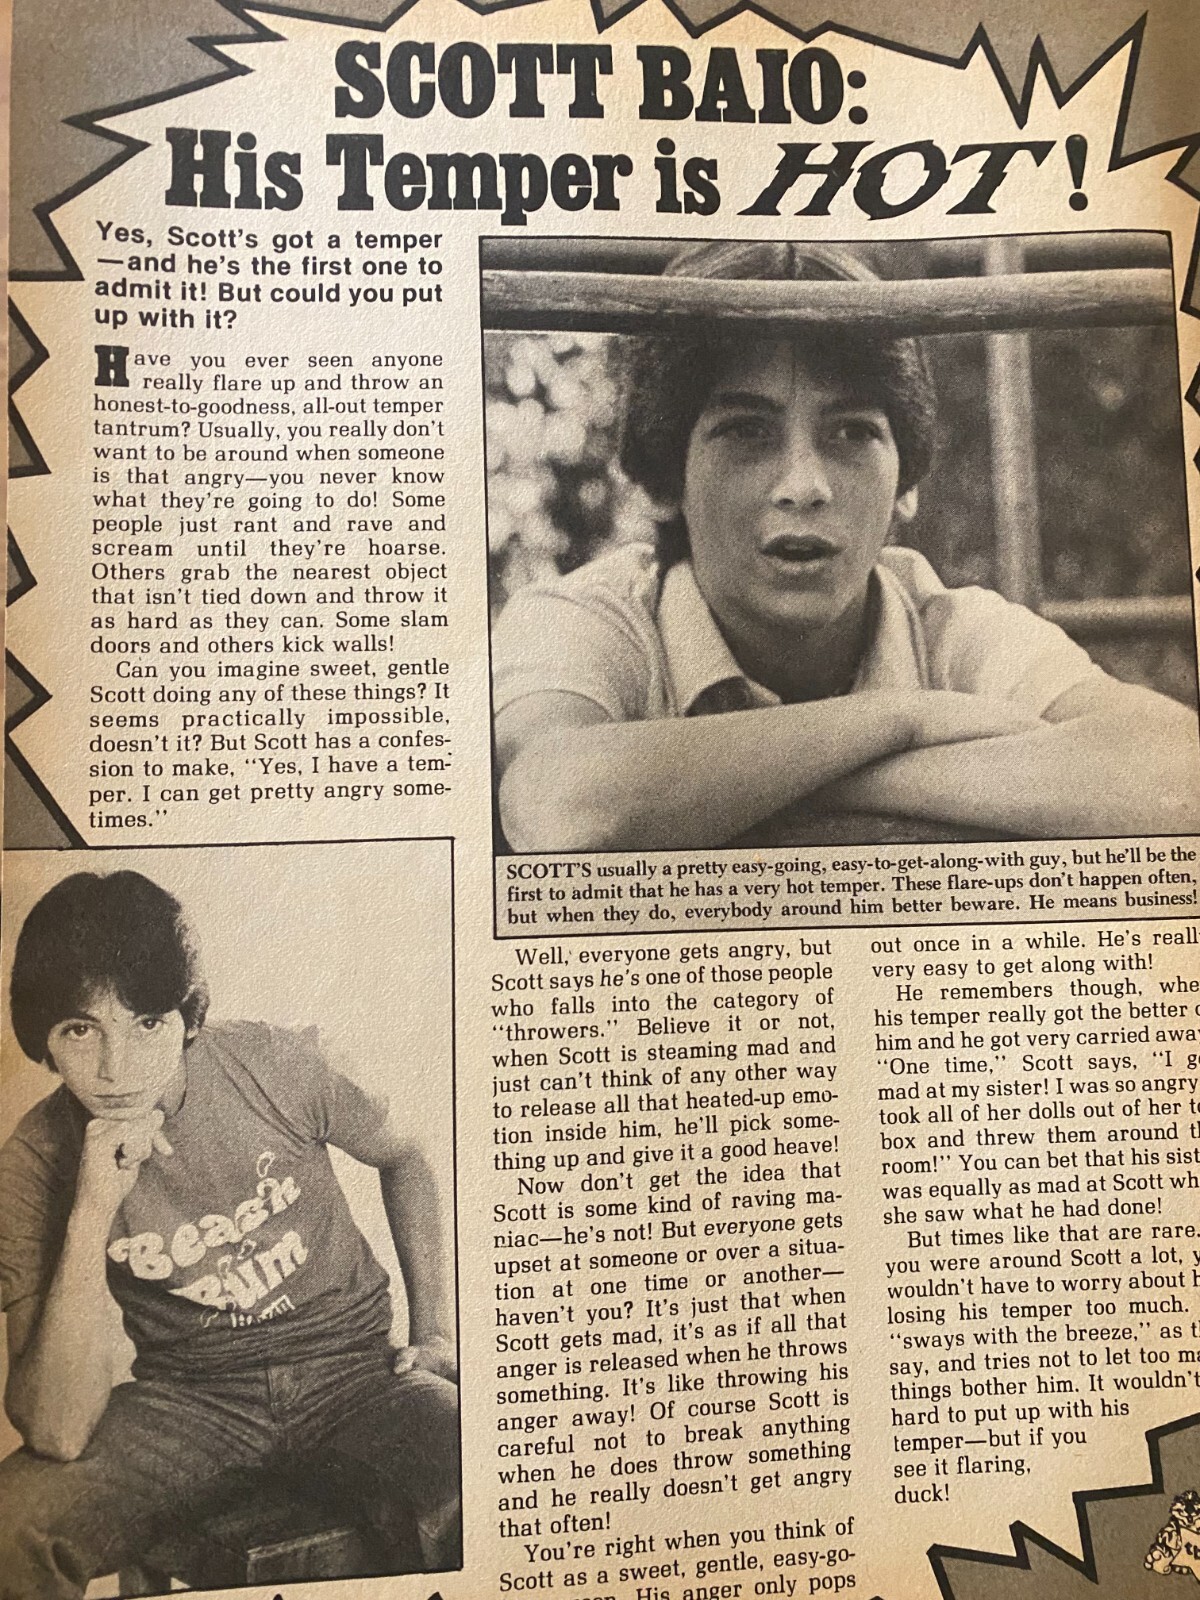 SCOTT BAIO:
His Temper is HOT!
Yes, Scott's got a temper
—and he's the first one to
admit it! But could you put
up with it?
Have you ever seen anyone
really flare up and throw an
honest-to-goodness, all-out temper
tantrum? Usually, you really don't
want to be around when someone
is that angry—you never know
what they're going to do! Some
people just rant and rave and
scream until they're hoarse.
Others grab the nearest object
that isn't tied down and throw it
as hard as they can. Some slam
doors and others kick walls!
Can you imagine sweet, gentle
Scott doing any of these things? It
seems practically impossible,
doesn't it? But Scott has a confes-
sion to make, "Yes, I have a tem-
per. I can get pretty angry some-
times."
Beach
Bum
SCOTT'S usually a pretty easy-going, easy-to-get-along-with guy, but he'll be the
first to admit that he has a very hot temper. These flare-ups don't happen often,
but when they do, everybody around him better beware. He means business!
Well, everyone gets angry, but
Scott says he's one of those people
who falls into the category of
"throwers." Believe it or not,
when Scott is steaming mad and
just can't think of any other way
to release all that heated-up emo-
tion inside him, he'll pick some-
thing up and give it a good heave!
Now don't get the idea that
Scott is some kind of raving ma-
niac—he's not! But everyone gets
upset at someone or over a situa-
tion at one time or another—
haven't you? It's just that when
Scott gets mad, it's as if all that
anger is released when he throws
something. It's like throwing his
anger away! Of course Scott is
careful not to break anything
when he does throw something
and he really doesn't get angry
that often!
You're right when you think of
Scott as a sweet, gentle, easy-go-
His anger only pops
out once in a while. He's
very easy to get along with!
He remembers though,
his temper really got the better
him and he got very carried
"One time," Scott says, "I
mad at my sister! I was so angry
took all of her dolls out of her
box and threw them around
room!" You can bet that his
was equally as mad at Scott
she saw what he had done!
But times like that are rare.
you were around Scott a lot,
wouldn't have to worry about
losing his temper too much.
"sways with the breeze," as
say, and tries not to let too
things bother him. It wouldn't
hard to put up with his
temper—but if you
see it flaring,
duck!